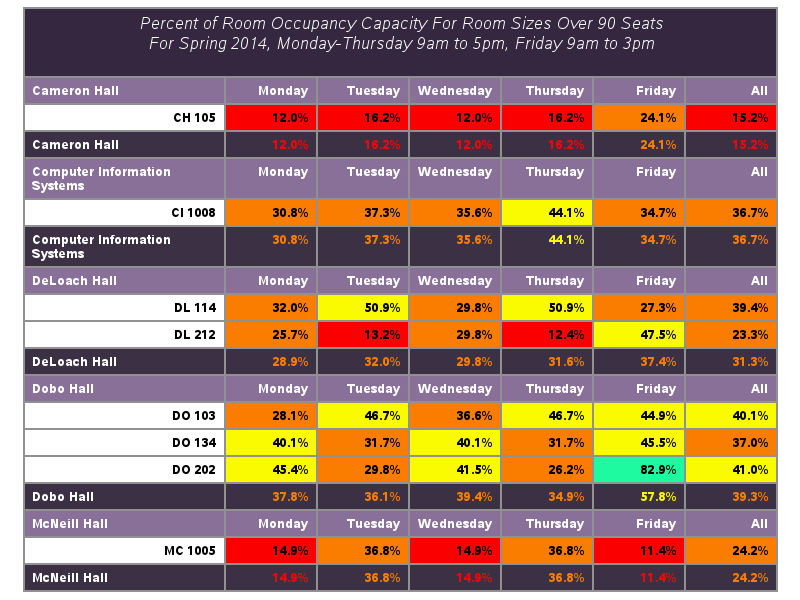 Percent of Room Occupancy Capacity For Room Sizes Over 90 Seats
For Spring 2014, Monday-Thursday 9am to 5pm, Friday 9am to 3pm
Cameron Hall Monday Tuesday Wednesday Thursday Friday All
CH 105 12.0% 16.2% 12.0% 16.2% 24.1% 15.2%
Cameron Hall 12.0% 16.2% 12.0% 16.2% 24.1% 15.2%
Computer Information Monday Tuesday Wednesday Thursday Friday All
Systems
CI 1008 30.8% 37.3% 35.6% 44.1% 34.7% 36.7%
Computer Information 30.8% 37.3% 35.6% 44.1% 34.7% 36.7%
Systems
DeLoach Hall Monday Tuesday Wednesday Thursday Friday All
DL 114 32.0% 50.9% 29.8% 50.9% 27.3% 39.4%
DL 212 25.7% 13.2% 29.8% 12.4% 47.5% 23.3%
DeLoach Hall 28.9% 32.0% 29.8% 31.6% 37.4% 31.3%
Dobo Hall Monday Tuesday Wednesday Thursday Friday All
DO 103 28.1% 46.7% 36.6% 46.7% 44.9% 40.1%
DO 134 40.1% 31.7% 40.1% 31.7% 45.5% 37.0%
DO 202 45.4% 29.8% 41.5% 26.2% 82.9% 41.0%
Dobo Hall 37.8% 36.1% 39.4% 34.9% 57.8% 39.3%
McNeill Hall Monday Tuesday Wednesday Thursday Friday All
MC 1005 14.9% 36.8% 14.9% 36.8% 11.4% 24.2%
McNeill Hall 14.9% 36.8% 14.9% 36.8% 11.4% 24.2%